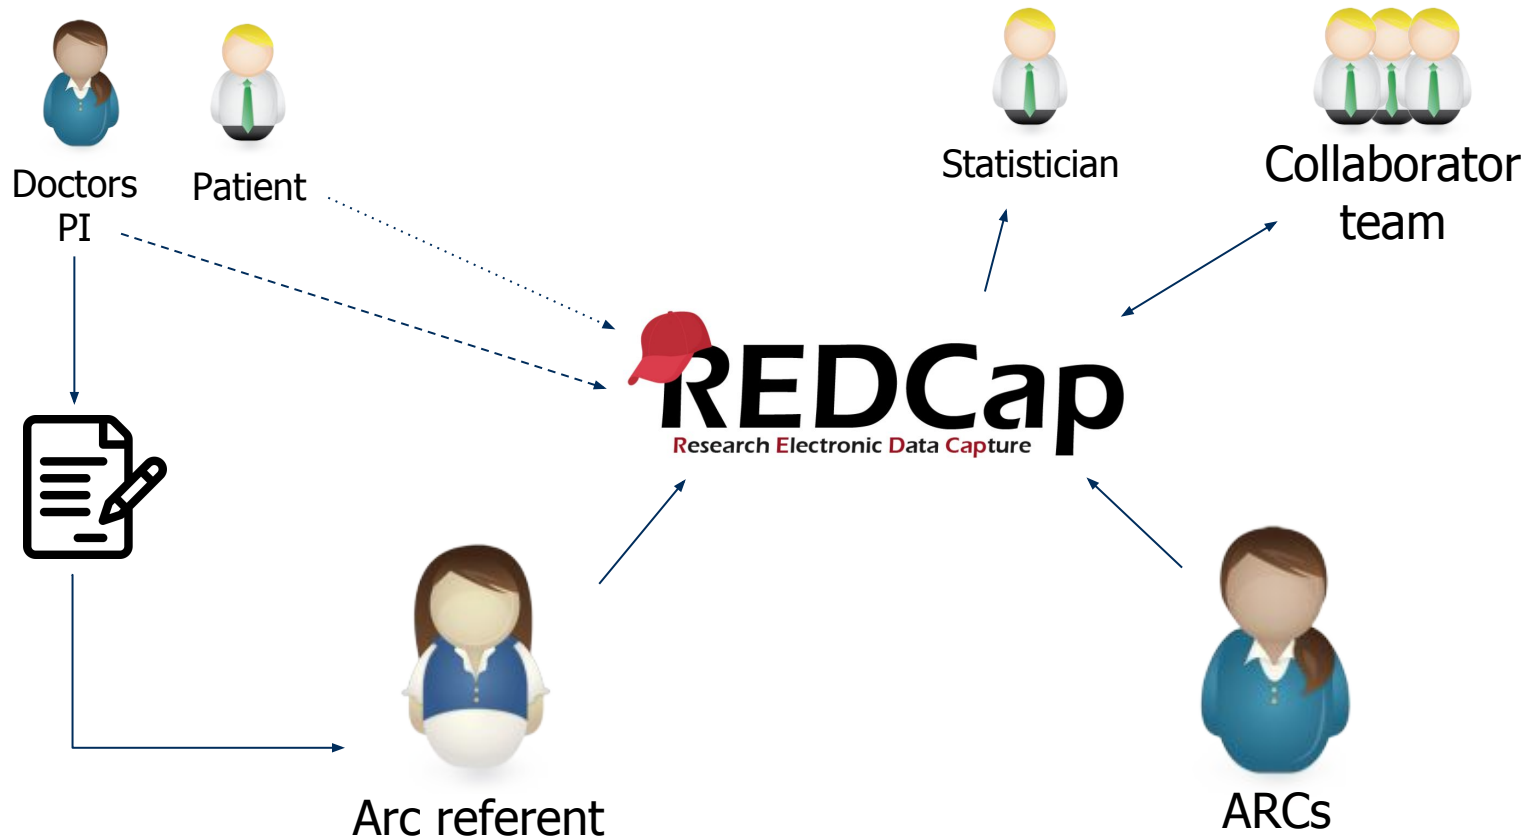 Doctors
PI
Patient
Statistician
Collaborator
team
REDCap
Research Electronic Data Capture
Arc referent
ARCs